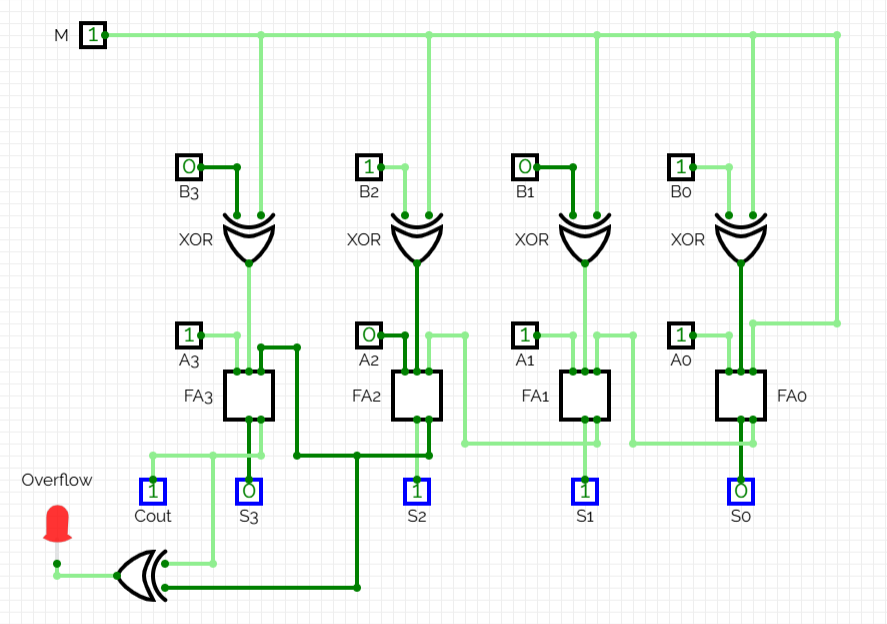 M 1
0 1 0 1
B3 B2 B1 B0
XOR XOR XOR XOR
1 0 1 1
A3 A2 A1 A0
FA3 FA2 FA1 FA0
Overflow
1 0 1 1 0
Cout S3 S2 S1 S0